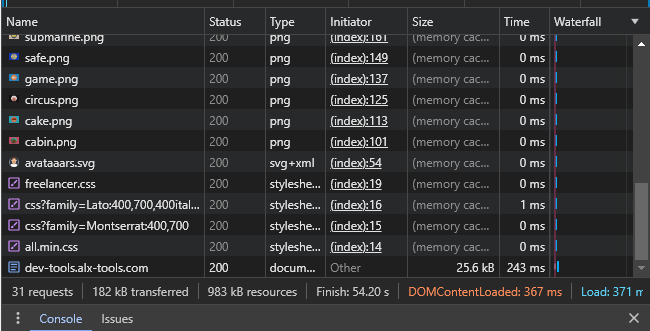 Name Status Type Initiator Size Time Waterfall
submarine.png 200 png (index):161 (memory cac... 0 ms
safe.png 200 png (index):149 (memory cac... 0 ms
game.png 200 png (index):137 (memory cac... 0 ms
circus.png 200 png (index):125 (memory cac... 0 ms
cake.png 200 png (index):113 (memory cac... 0 ms
cabin.png 200 png (index):101 (memory cac... 0 ms
avataaars.svg 200 svg+xml (index):54 (memory cac... 0 ms
freelancer.css 200 styleshe... (index):19 (memory cac... 0 ms
css?family=Lato:400,700,400ital... 200 styleshe... (index):16 (memory cac... 1 ms
css?family=Montserrat:400,700 200 styleshe... (index):15 (memory cac... 0 ms
all.min.css 200 styleshe... (index):14 (memory cac... 0 ms
dev-tools.alx-tools.com 200 docum... Other 25.6 kB 243 ms
31 requests 182 kB transferred 983 kB resources Finish: 54.20 s DOMContentLoaded: 367 ms Load: 371 m
Console Issues